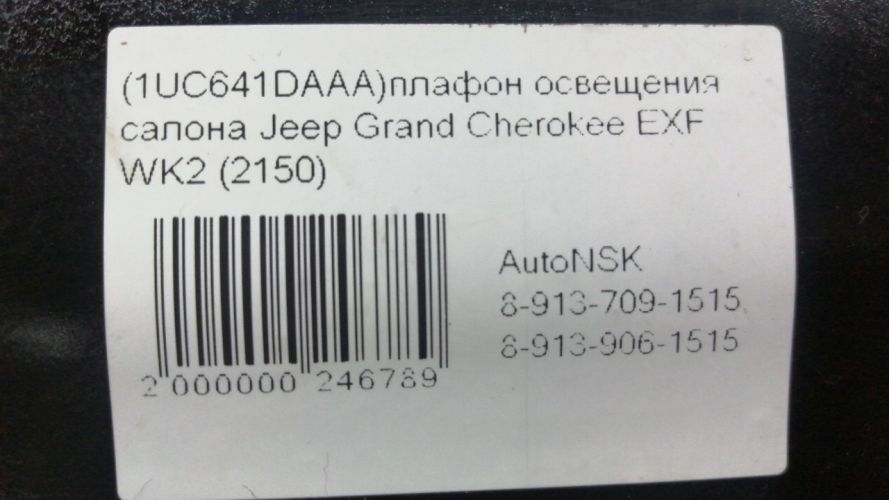 (1UC641DAAA)плафон освещения
салона Jeep Grand Cherokee EXF
WK2 (2150)
AutoNSK
8-913-709-1515
8-913-906-1515
2 000000 246789